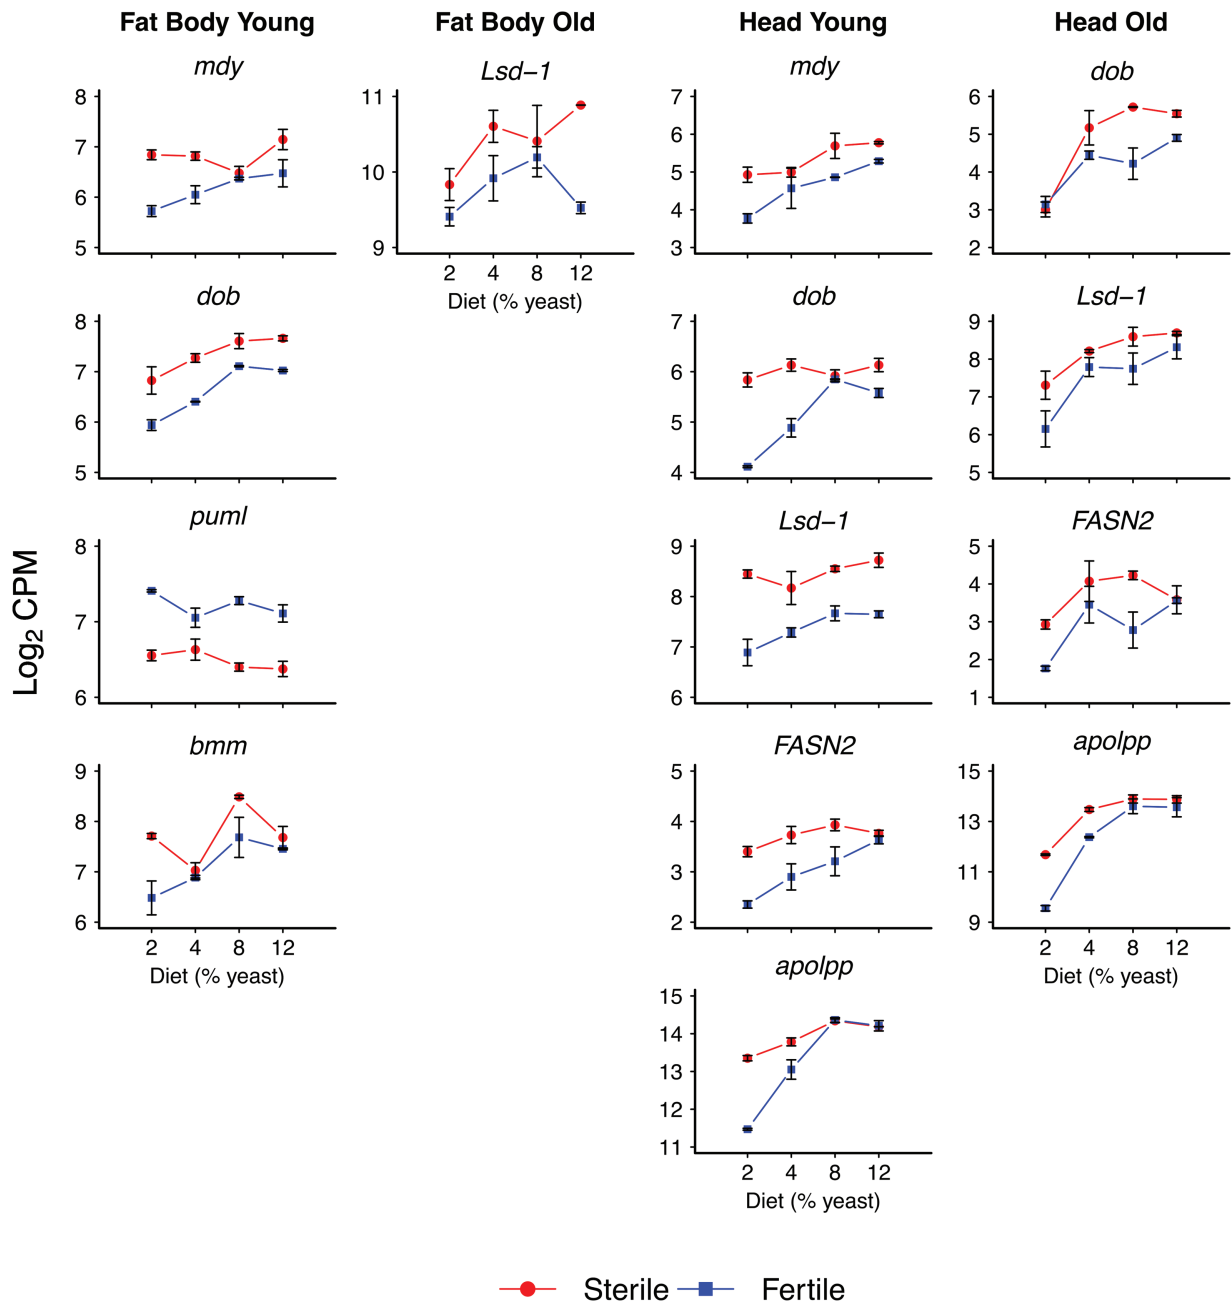 Fat Body Young
Fat Body Old
Head Young
Head Old
Log2 CPM
mdy
8
7
6
5
Lsd−1
11
10
9
2 4 8 12
Diet (% yeast)
mdy
7
6
5
4
3
dob
6
5
4
3
2
dob
8
7
6
5
dob
7
6
5
4
Lsd−1
9
8
7
6
5
puml
8
7
6
Lsd−1
9
8
7
6
FASN2
5
4
3
2
1
bmm
9
8
7
6
2 4 8 12
Diet (% yeast)
FASN2
5
4
3
2
apolpp
15
13
11
9
2 4 8 12
Diet (% yeast)
apolpp
15
14
13
12
11
2 4 8 12
Diet (% yeast)
Sterile
Fertile